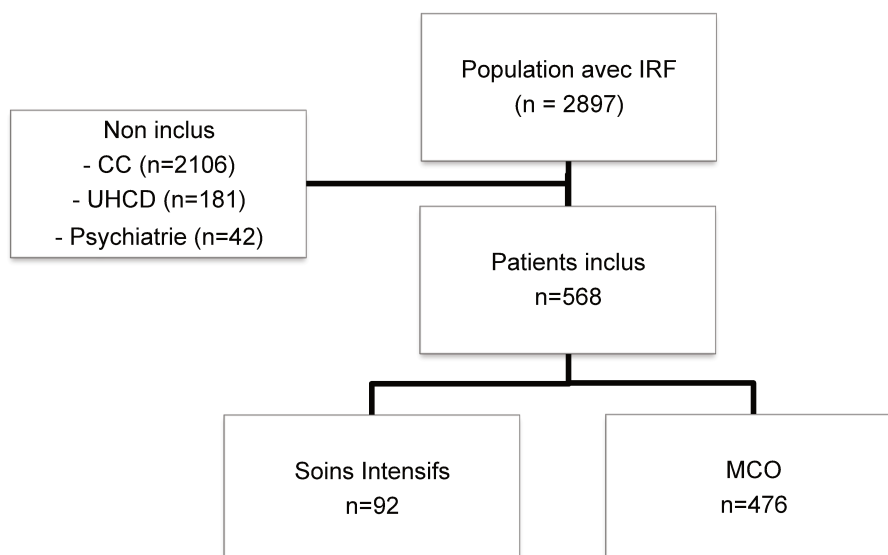 Population avec IRF
(n = 2897)
Non inclus
- CC (n=2106)
- UHCD (n=181)
- Psychiatrie (n=42)
Patients inclus
n=568
Soins Intensifs
n=92
MCO
n=476